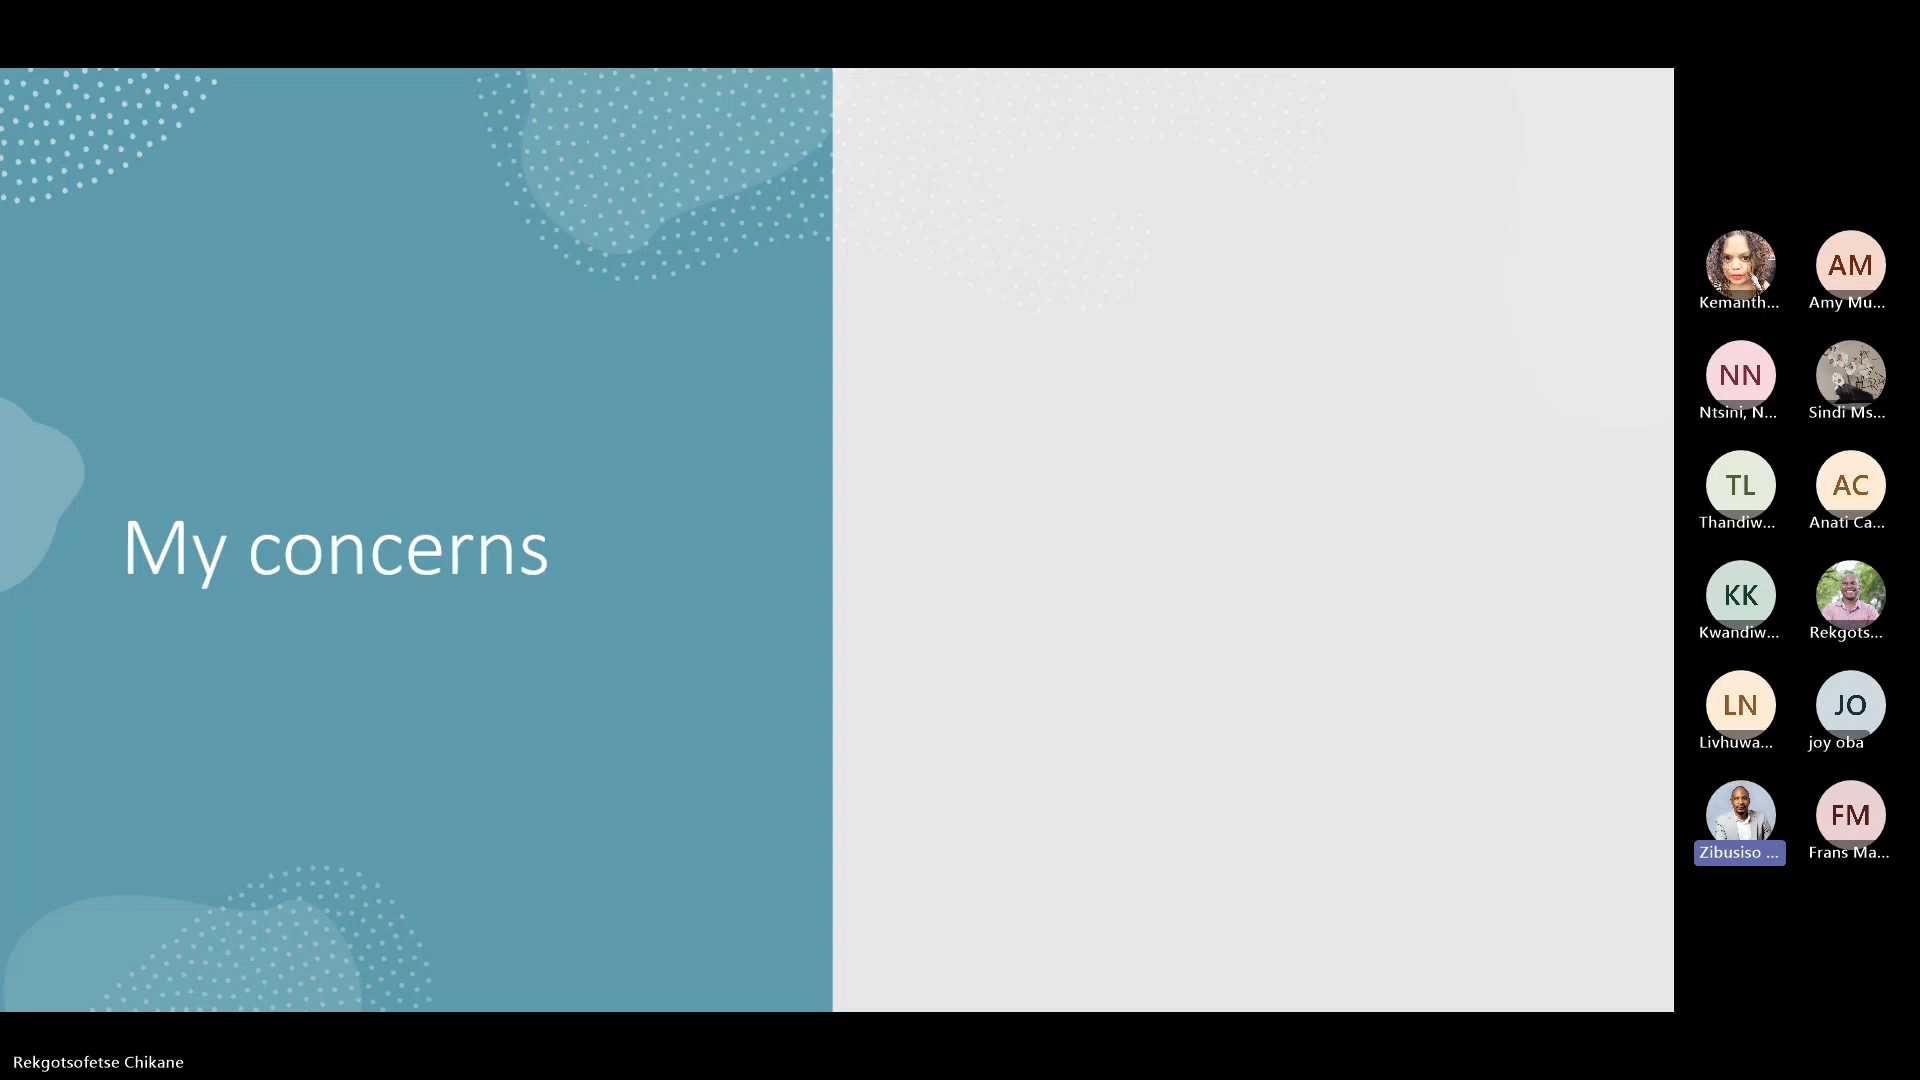 My concerns
Kemanth...
AM
Amy Mu...
NN
Ntsini, N...
Sindi Ms...
TL
Thandiw...
AC
Anati Ca...
KK
Kwandiw...
Rekgots...
LN
Livhuwa...
JO
joy oba
Zibusiso ...
FM
Frans Ma...
Rekgotsofetse Chikane